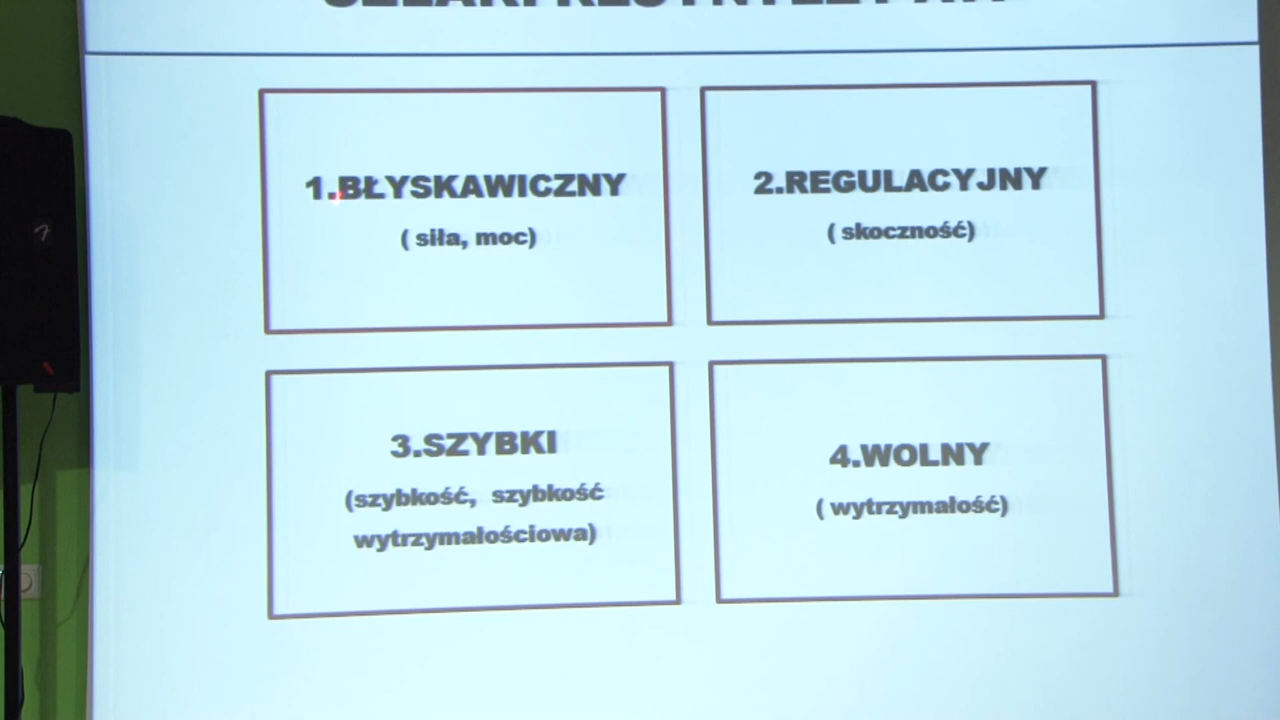 1.BŁYSKAWICZNY
( siła, moc)
2.REGULACYJNY
( skoczność)
3.SZYBKI
(szybkość, szybkość
wytrzymałościowa)
4.WOLNY
( wytrzymałość)